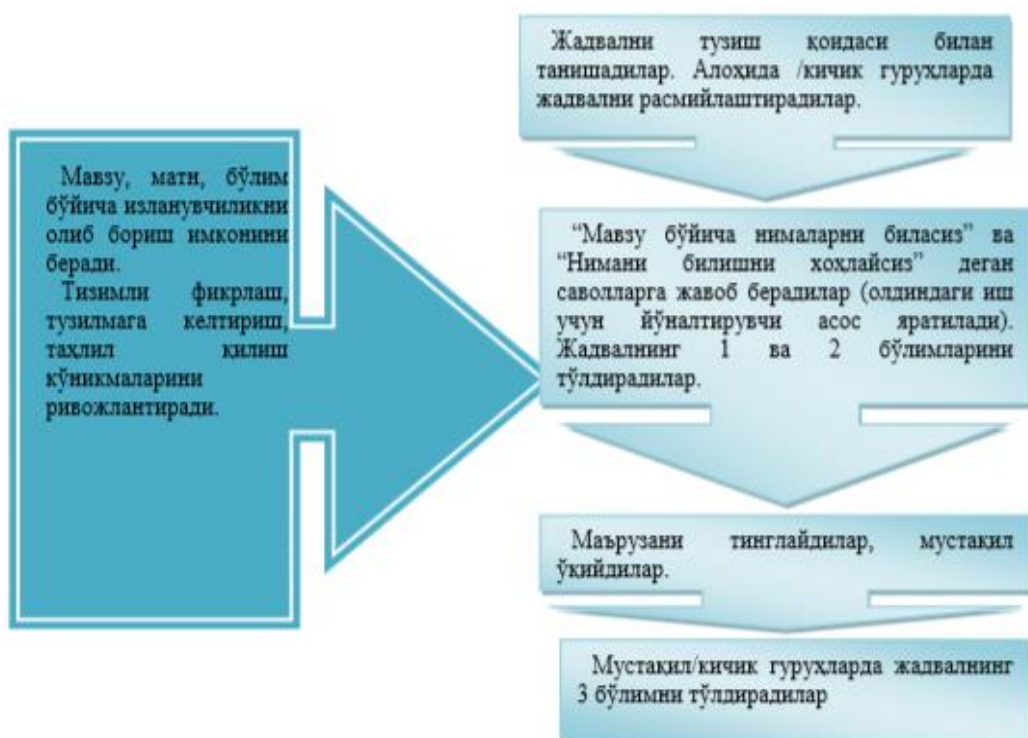 Мавзу, матн, бўлим
бўйича изланувчиликни
олиб бориш имконини
беради.
Тизимли фикрлаш,
тузилмага келтириш,
таҳлил қилиш
кўникмаларини
ривожлантиради.
Жадвални тузиш қоидаси билан
танишадилар. Алоҳида /кичик гуруҳларда
жадвални расмийлаштирадилар.
“Мавзу бўйича нималарни биласиз” ва
“Нимани билишни хоҳлайсиз” деган
саволларга жавоб берадилар (олдиндаги иш
учун йўналтирувчи асос яратилади).
Жадвалнинг 1 ва 2 бўлимларини
тўлдирадилар.
Маърузани тинглайдилар, мустақил
ўқийдилар.
Мустақил/кичик гуруҳларда жадвалнинг
3 бўлимни тўлдирадилар